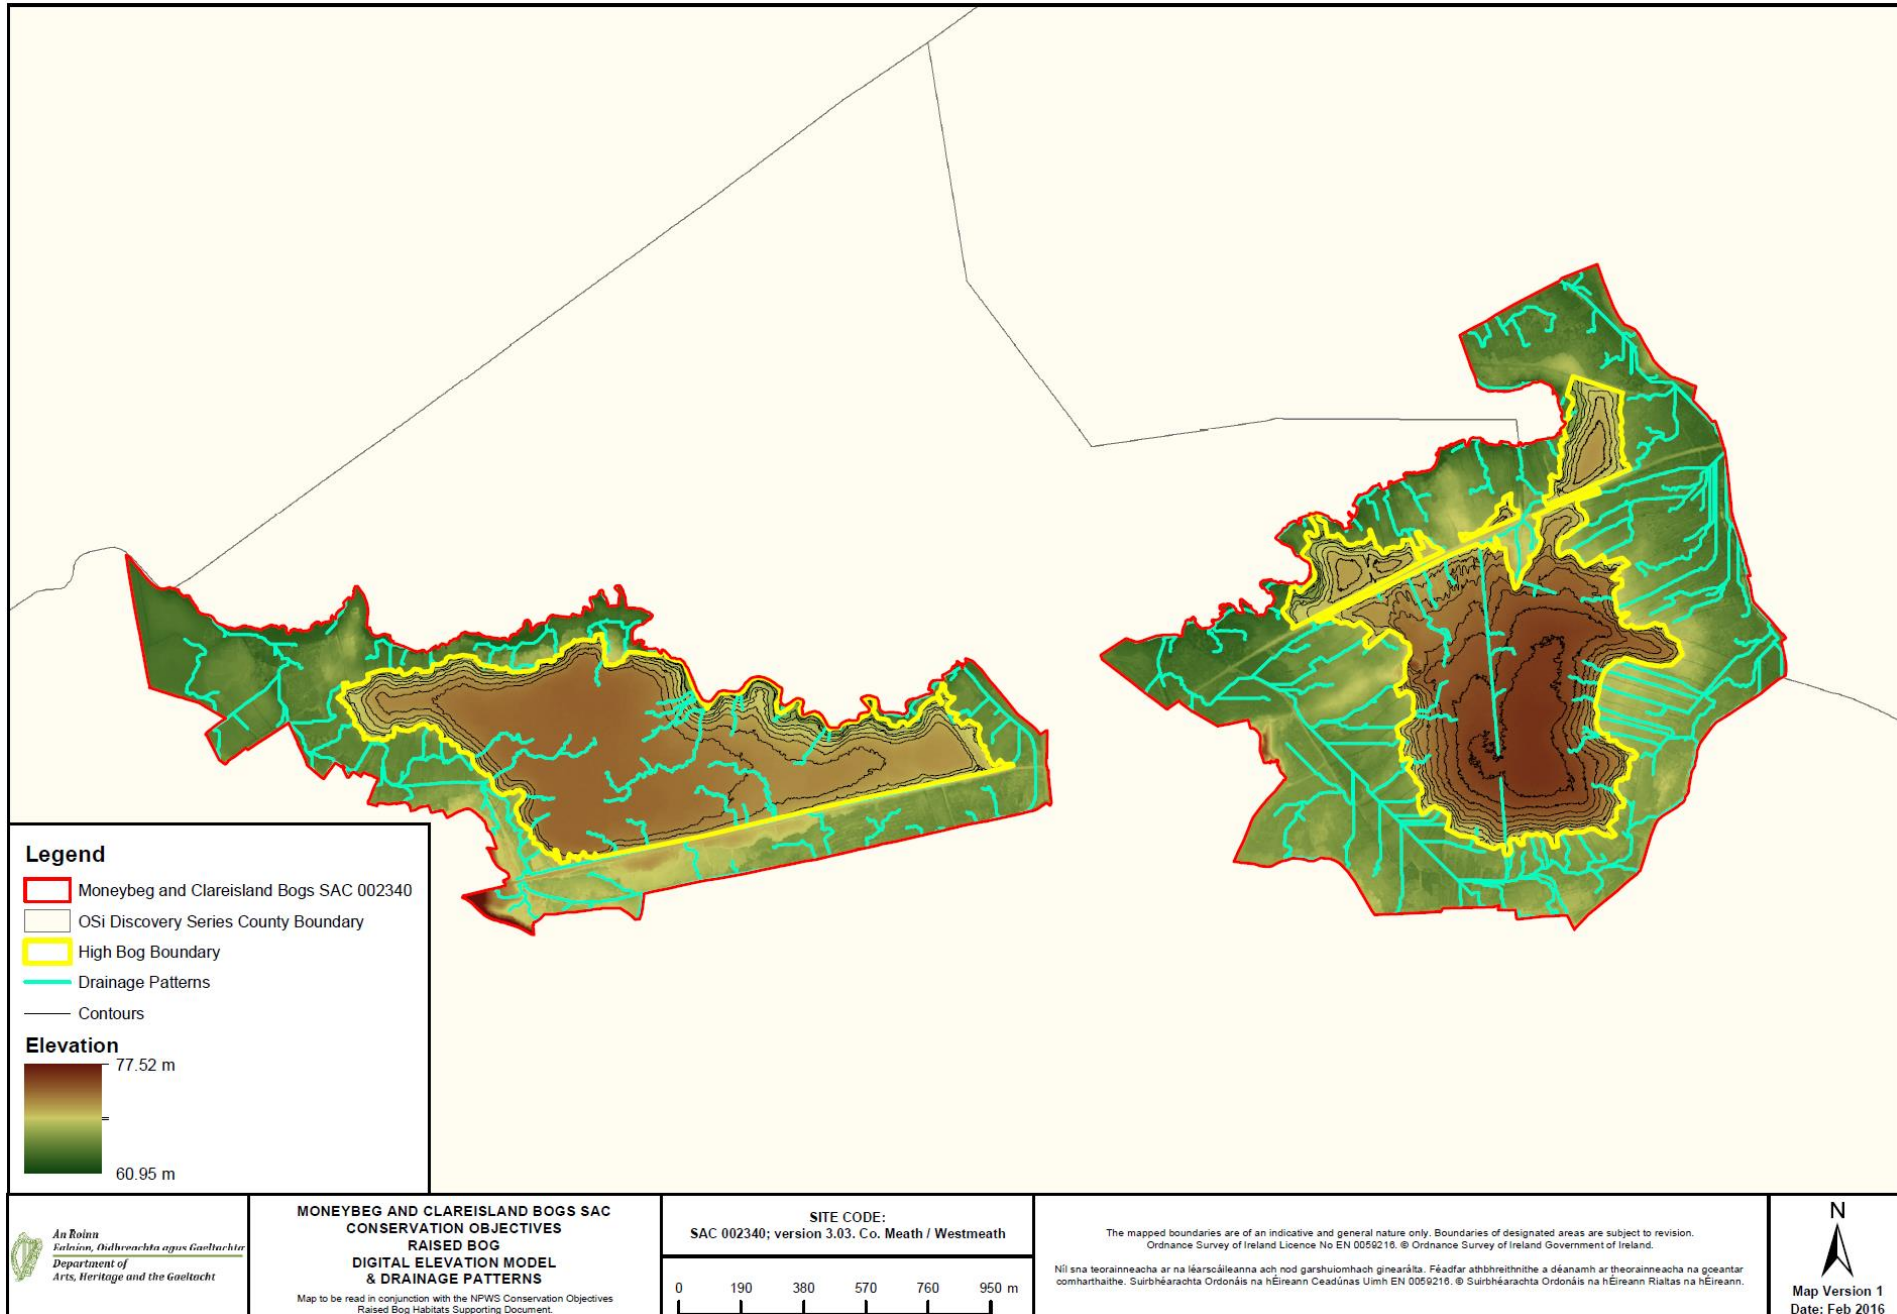 Legend
Moneybeg and Clareisland Bogs SAC 002340
OSi Discovery Series County Boundary
High Bog Boundary
Drainage Patterns
Contours
Elevation
77.52 m
60.95 m
An Roinn
Ealaíon, Oidhreachta agus Gaeltachta
Department of
Arts, Heritage and the Gaeltacht
MONEYBEG AND CLAREISLAND BOGS SAC
CONSERVATION OBJECTIVES
RAISED BOG
DIGITAL ELEVATION MODEL
& DRAINAGE PATTERNS
Map to be read in conjunction with the NPWS Conservation Objectives
Raised Bog Habitats Supporting Document.
SITE CODE:
SAC 002340; version 3.03. Co. Meath / Westmeath
0 190 380 570 760 950 m
The mapped boundaries are of an indicative and general nature only. Boundaries of designated areas are subject to revision.
Ordnance Survey of Ireland Licence No EN 0059216. © Ordnance Survey of Ireland Government of Ireland.
Níl sna teorainneacha ar na léarscáileanna ach nod garshuiomhach ginearálta. Féadfar athbhreithnithe a déanamh ar theorainneacha na gceantar
comharthaithe. Suirbhéarachta Ordonáis na hÉireann Ceadúnas Uimh EN 0059216. © Suirbhéarachta Ordonáis na hÉireann Rialtas na hÉireann.
N
Map Version 1
Date: Feb 2016